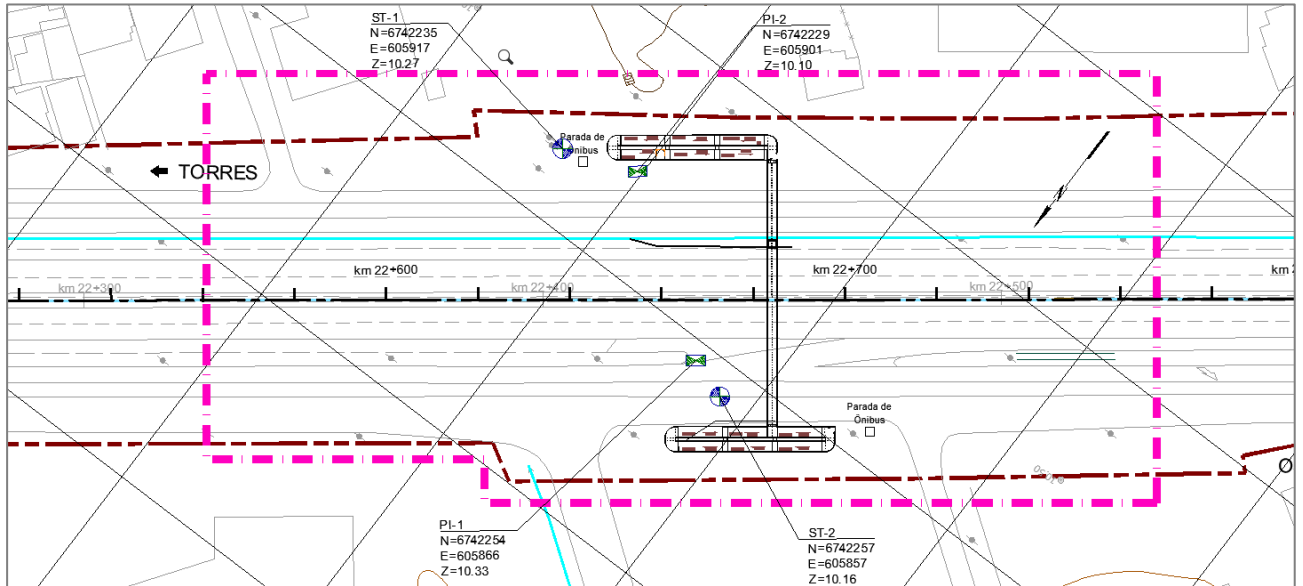 ST-1
N=6742235
E=605917
Z=10.27
PI-2
N=6742229
E=605901
Z=10.10
Parada de
Ônibus
TORRES
N
km 22+600
km 22+700
km 22+300
km 22+400
km 22+500
Parada de
Ônibus
PI-1
N=6742254
E=605866
Z=10.33
ST-2
N=6742257
E=605857
Z=10.16